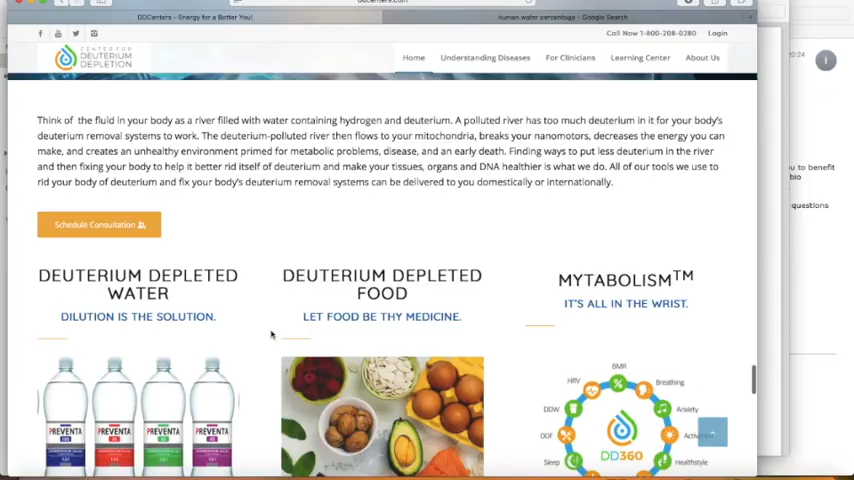 ddcenters.com
DDCenters – Energy for a Better You!
human water percentage - Google Search
Call Now 1-800-208-0280 Login
CENTER FOR
DEUTERIUM
DEPLETION
Home Understanding Diseases For Clinicians Learning Center About Us
20:24
I
Think of the fluid in your body as a river filled with water containing hydrogen and deuterium. A polluted river has too much deuterium in it for your body's
deuterium removal systems to work. The deuterium-polluted river then flows to your mitochondria, breaks your nanomotors, decreases the energy you can
make, and creates an unhealthy environment primed for metabolic problems, disease, and an early death. Finding ways to put less deuterium in the river
and then fixing your body to help it better rid itself of deuterium and make your tissues, organs and DNA healthier is what we do. All of our tools we use to
rid your body of deuterium and fix your body's deuterium removal systems can be delivered to you domestically or internationally.
to benefit
bio
questions
Schedule Consultation
DEUTERIUM DEPLETED
WATER
DILUTION IS THE SOLUTION.
DEUTERIUM DEPLETED
FOOD
LET FOOD BE THY MEDICINE.
MYTABOLISM™
IT'S ALL IN THE WRIST.
PREVENTA
PREVENTA
PREVENTA
PREVENTA
BMR
HRV
Breathing
DDW
Anxiety
DDF
DD360
Sleep
Healthstyle